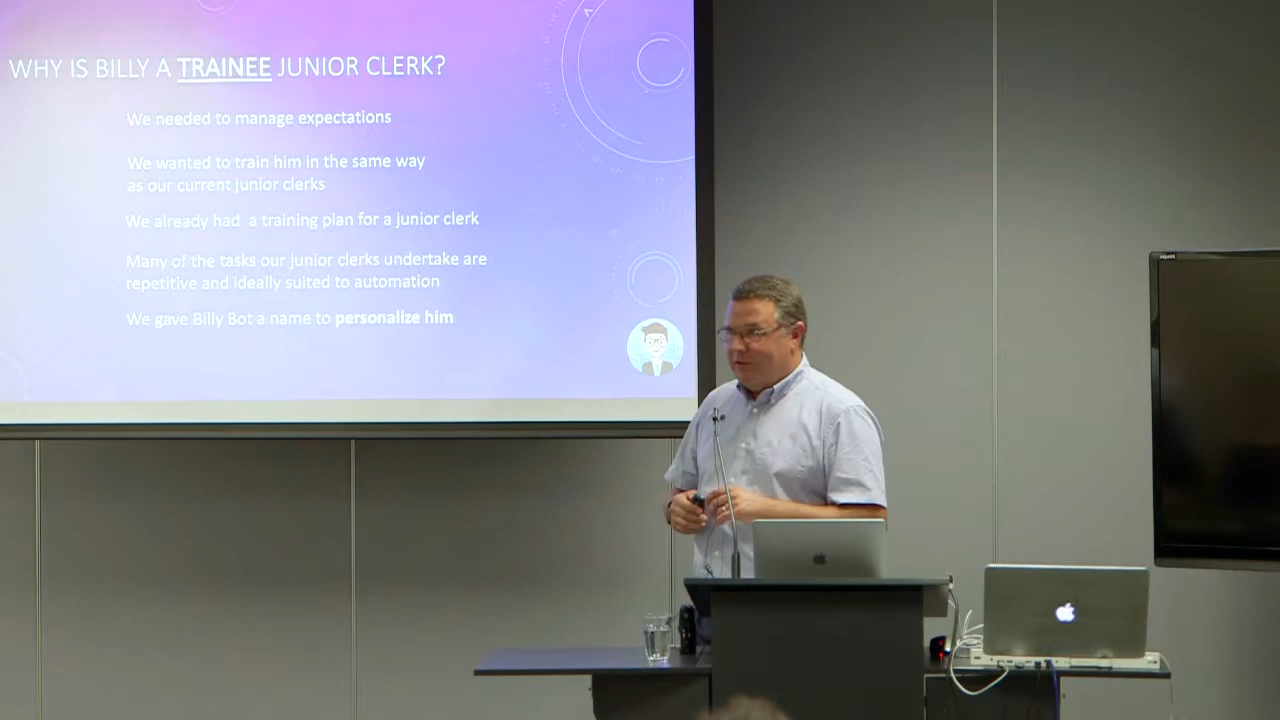 WHY IS BILLY A TRAINEE JUNIOR CLERK?
We needed to manage expectations
We wanted to train him in the same way
as our current junior clerks
We already had a training plan for a junior clerk
Many of the tasks our junior clerks undertake are
repetitive and ideally suited to automation
We gave Billy Bot a name to personalize him